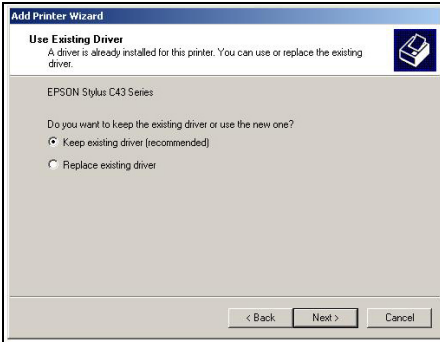 Add Printer Wizard
Use Existing Driver
A driver is already installed for this printer. You can use or replace the existing
driver.
EPSON Stylus C43 Series
Do you want to keep the existing driver or use the new one?
Keep existing driver (recommended)
Replace existing driver
< Back Next > Cancel